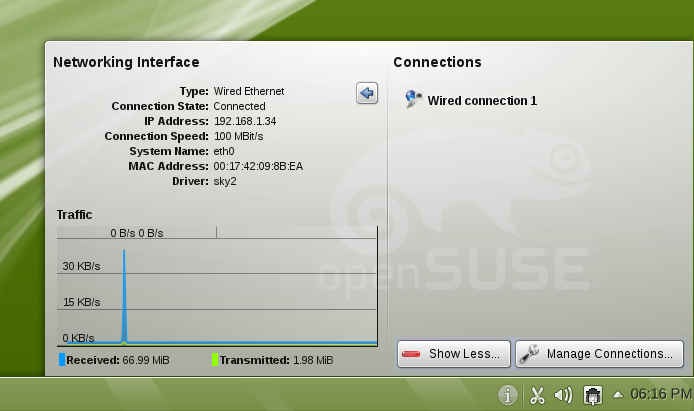 Networking Interface
Type: Wired Ethernet
Connection State: Connected
IP Address: 192.168.1.34
Connection Speed: 100 MBit/s
System Name: eth0
MAC Address: 00:17:42:09:8B:EA
Driver: sky2
Traffic
0 B/s 0 B/s
30 KB/s
15 KB/s
0 KB/s
Received: 66.99 MiB
Transmitted: 1.98 MiB
Connections
Wired connection 1
openSUSE
Show Less...
Manage Connections...
06:16 PM